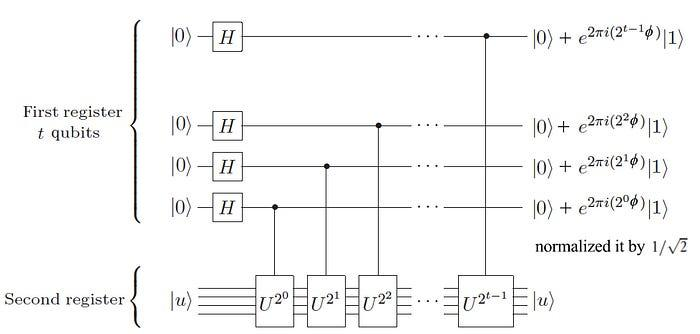 |0⟩ H ··· |0⟩ + e^{2πi(2^{t−1}ϕ)}|1⟩
First register
t qubits
|0⟩ H ··· |0⟩ + e^{2πi(2^2ϕ)}|1⟩
|0⟩ H ··· |0⟩ + e^{2πi(2^1ϕ)}|1⟩
|0⟩ H ··· |0⟩ + e^{2πi(2^0ϕ)}|1⟩
normalized it by 1/√2
Second register |u⟩ U^{2^0} U^{2^1} U^{2^2} ··· U^{2^{t−1}} |u⟩